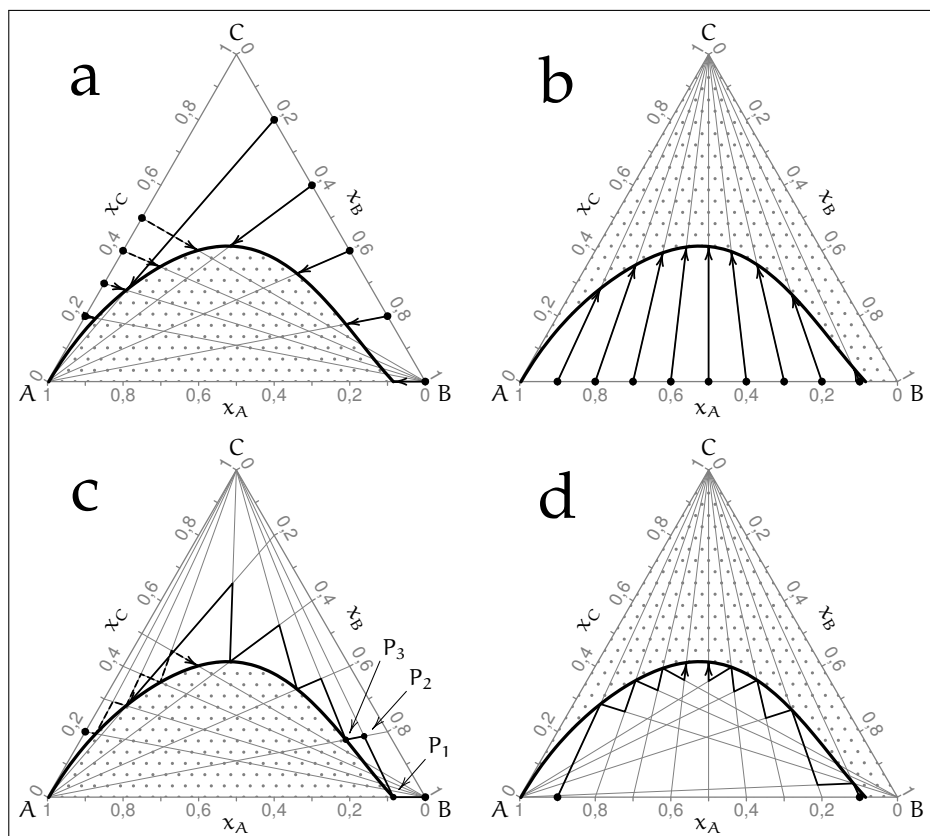 a
C
1 0
0,8 0,2
0,6 0,4
x_C x_B
0,4 0,6
0,2 0,8
0 1
A B
1 0,8 0,6 0,4 0,2 0
x_A
b
C
1 0
0,8 0,2
0,6 0,4
x_C x_B
0,4 0,6
0,2 0,8
0 1
A B
1 0,8 0,6 0,4 0,2 0
x_A
c
C
1 0
0,8 0,2
0,6 0,4
x_C x_B
0,4 P₃ 0,6
P₂
0,2 0,8
P₁
0 1
A B
1 0,8 0,6 0,4 0,2 0
x_A
d
C
1 0
0,8 0,2
0,6 0,4
x_C x_B
0,4 0,6
0,2 0,8
0 1
A B
1 0,8 0,6 0,4 0,2 0
x_A